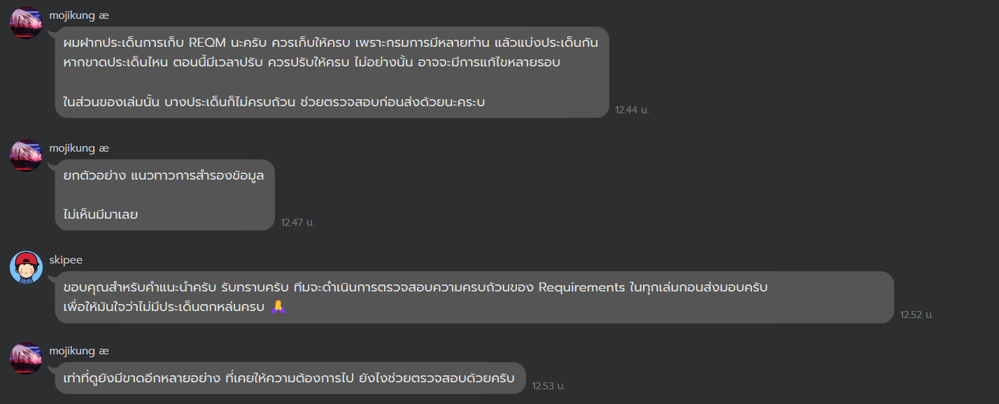 mojikung æ
ผมฝากประเด็นการเก็บ REQM นะครับ ควรเก็บให้ครบ เพราะกรมการมีหลายท่าน แล้วแบ่งประเด็นกัน
หากขาดประเด็นไหน ตอนนี้มีเวลาปรับ ควรปรับให้ครบ ไม่อย่างนั้น อาจจะมีการแก้ไขหลายรอบ
ในส่วนของเล่มนั้น บางประเด็นก็ไม่ครบถ้วน ช่วยตรวจสอบก่อนส่งด้วยนะคระบ
12.44 น.
mojikung æ
ยกตัวอย่าง แนวทาวการสำรองข้อมูล
ไม่เห็นมีมาเลย
12.47 น.
skipee
ขอบคุณสำหรับคำแนะนำครับ รับทราบครับ ทีมจะดำเนินการตรวจสอบความครบถ้วนของ Requirements ในทุกเล่มกอนส่งมอบครับ
เพื่อให้มันใจว่าไม่มีประเด็นตกหล่นครบ 🙏
12.52 น.
mojikung æ
เท่าที่ดูยังมีขาดอีกหลายอย่าง ที่เคยให้ความต้องการไป ยังไงช่วยตรวจสอบด้วยครับ
12.53 น.